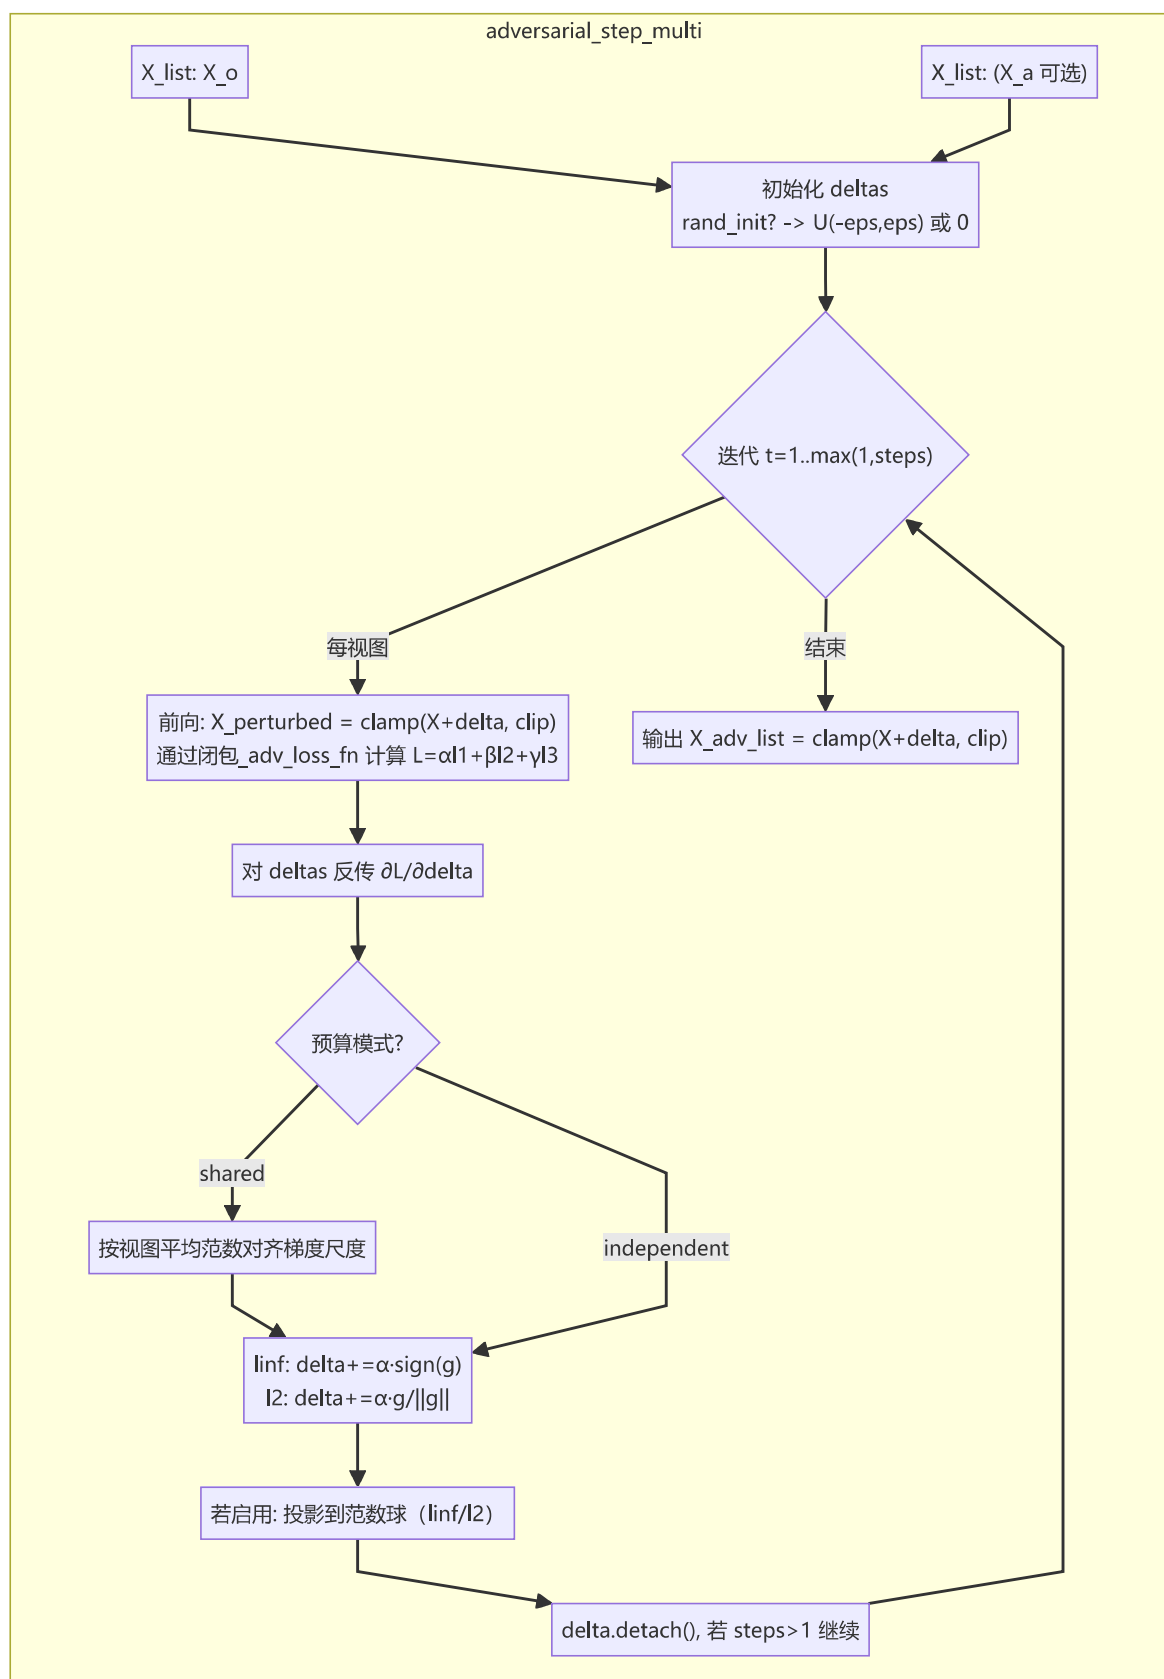 adversarial_step_multi
X_list: X_o
X_list: (X_a 可选)
初始化 deltas
rand_init? -> U(-eps,eps) 或 0
迭代 t=1..max(1,steps)
每视图
结束
前向: X_perturbed = clamp(X+delta, clip)
通过闭包_adv_loss_fn 计算 L=αl1+βl2+γl3
输出 X_adv_list = clamp(X+delta, clip)
对 deltas 反传 ∂L/∂delta
预算模式?
shared
independent
按视图平均范数对齐梯度尺度
linf: delta+=α·sign(g)
l2: delta+=α·g/||g||
若启用: 投影到范数球（linf/l2）
delta.detach(), 若 steps>1 继续